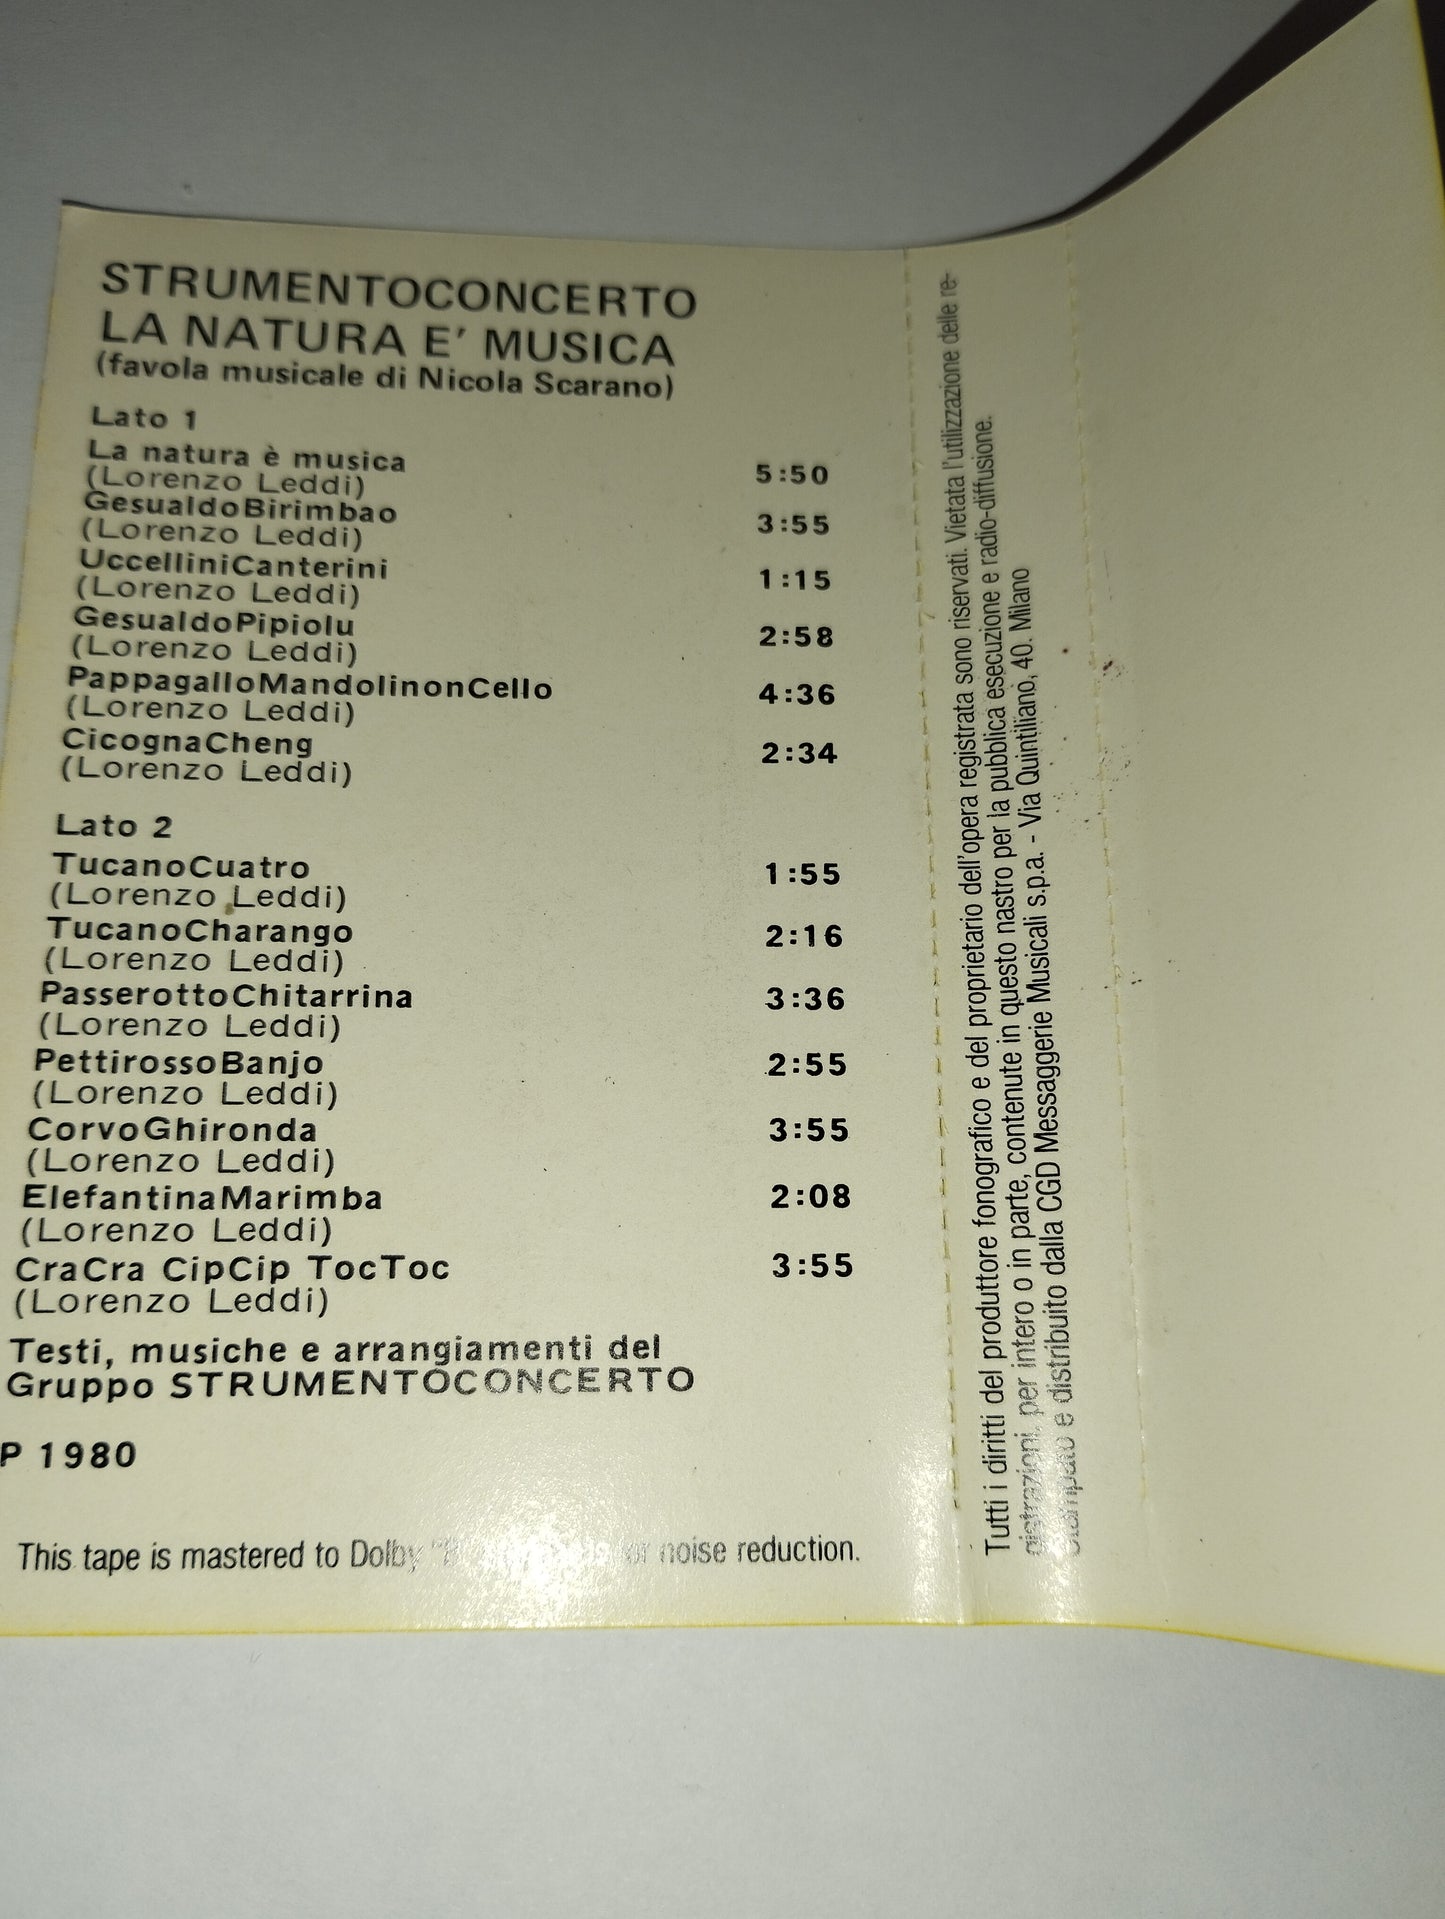 STRUMENTOCONCERTO
LA NATURA E' MUSICA
(favola musicale di Nicola Scarano)
Lato 1
La natura è musica 5:50
(Lorenzo Leddi)
GesualdoBirimbao 3:55
(Lorenzo Leddi)
UccelliniCanterini 1:15
(Lorenzo Leddi)
GesualdoPipiolu 2:58
(Lorenzo Leddi)
PappagalloMandolinonCello 4:36
(Lorenzo Leddi)
CicognaCheng 2:34
(Lorenzo Leddi)
Lato 2
TucanoCuatro 1:55
(Lorenzo Leddi)
TucanoCharango 2:16
(Lorenzo Leddi)
PasserottoChitarrina 3:36
(Lorenzo Leddi)
PettirossoBanjo 2:55
(Lorenzo Leddi)
CorvoGhironda 3:55
(Lorenzo Leddi)
ElefantinaMarimba 2:08
(Lorenzo Leddi)
CraCra CipCip TocToc 3:55
(Lorenzo Leddi)
Testi, musiche e arrangiamenti del
Gruppo STRUMENTOCONCERTO
P 1980
This tape is mastered to Dolby noise reduction.
Tutti i diritti del produttore fonografico e del proprietario dell'opera registrata sono riservati. Vietata l'utilizzazione delle re-
gistrazioni, per intero o in parte, contenute in questo nastro per la pubblica esecuzione e radio-diffusione.
Stampato e distribuito dalla CGD Messaggerie Musicali s.p.a. - Via Quintiliano, 40. Milano